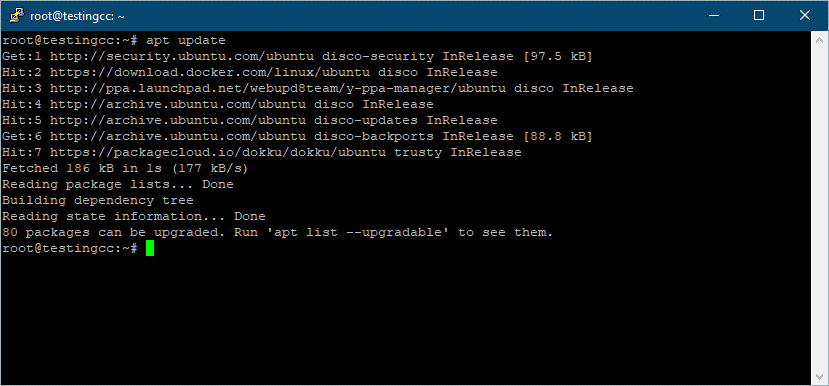 root@testingcc: ~
root@testingcc:~# apt update
Get:1 http://security.ubuntu.com/ubuntu disco-security InRelease [97.5 kB]
Hit:2 https://download.docker.com/linux/ubuntu disco InRelease
Hit:3 http://ppa.launchpad.net/webupd8team/y-ppa-manager/ubuntu disco InRelease
Hit:4 http://archive.ubuntu.com/ubuntu disco InRelease
Hit:5 http://archive.ubuntu.com/ubuntu disco-updates InRelease
Get:6 http://archive.ubuntu.com/ubuntu disco-backports InRelease [88.8 kB]
Hit:7 https://packagecloud.io/dokku/dokku/ubuntu trusty InRelease
Fetched 186 kB in 1s (177 kB/s)
Reading package lists... Done
Building dependency tree
Reading state information... Done
80 packages can be upgraded. Run 'apt list --upgradable' to see them.
root@testingcc:~#